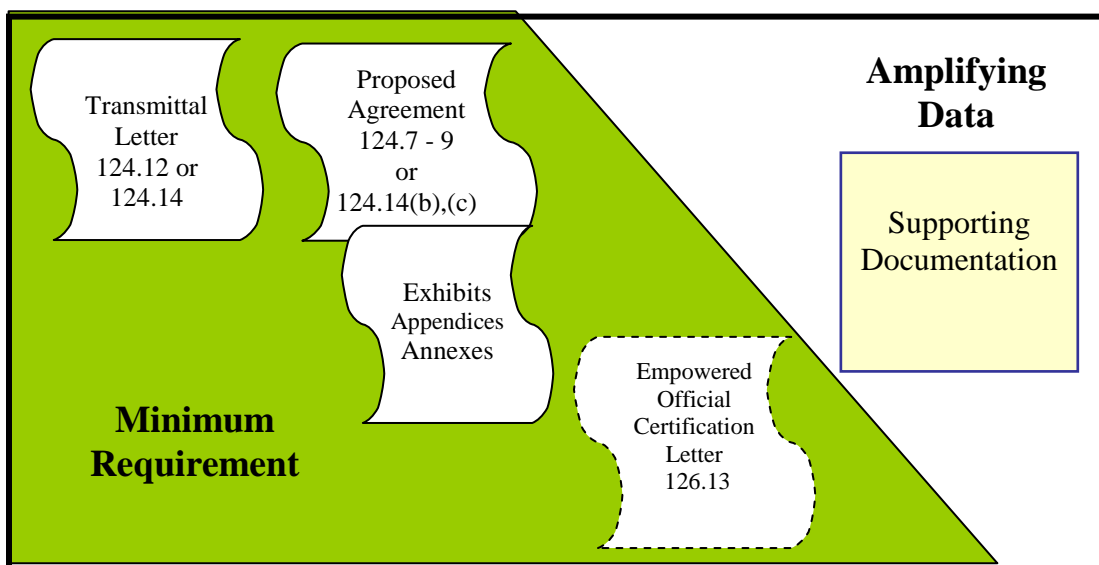 Transmittal
Letter
124.12 or
124.14
Proposed
Agreement
124.7 - 9
or
124.14(b),(c)
Exhibits
Appendices
Annexes
Empowered
Official
Certification
Letter
126.13
Minimum
Requirement
Amplifying
Data
Supporting
Documentation